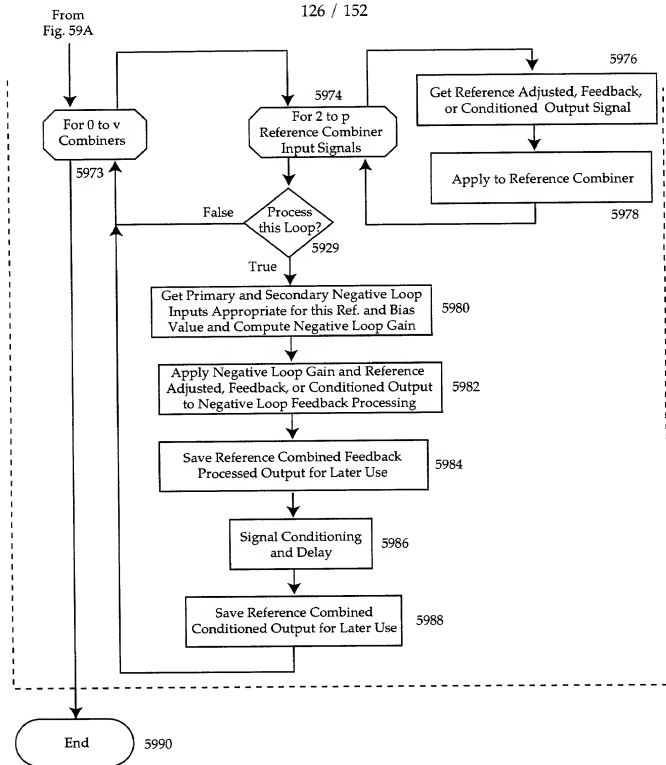 126 / 152
From
Fig. 59A
For 0 to v
Combiners
5973
5974
For 2 to p
Reference Combiner
Input Signals
5976
Get Reference Adjusted, Feedback,
or Conditioned Output Signal
Apply to Reference Combiner
5978
False
Process
this Loop?
5929
True
Get Primary and Secondary Negative Loop
Inputs Appropriate for this Ref. and Bias
Value and Compute Negative Loop Gain
5980
Apply Negative Loop Gain and Reference
Adjusted, Feedback, or Conditioned Output
to Negative Loop Feedback Processing
5982
Save Reference Combined Feedback
Processed Output for Later Use
5984
Signal Conditioning
and Delay
5986
Save Reference Combined
Conditioned Output for Later Use
5988
End
5990